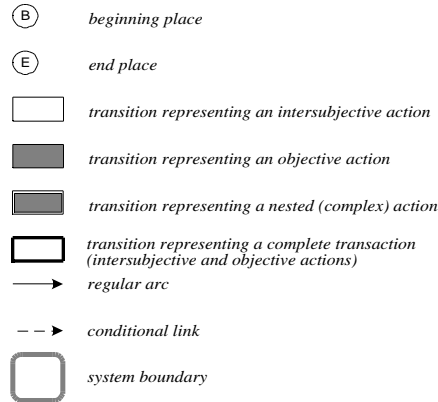 B beginning place
E end place
transition representing an intersubjective action
transition representing an objective action
transition representing a nested (complex) action
transition representing a complete transaction
(intersubjective and objective actions)
regular arc
conditional link
system boundary